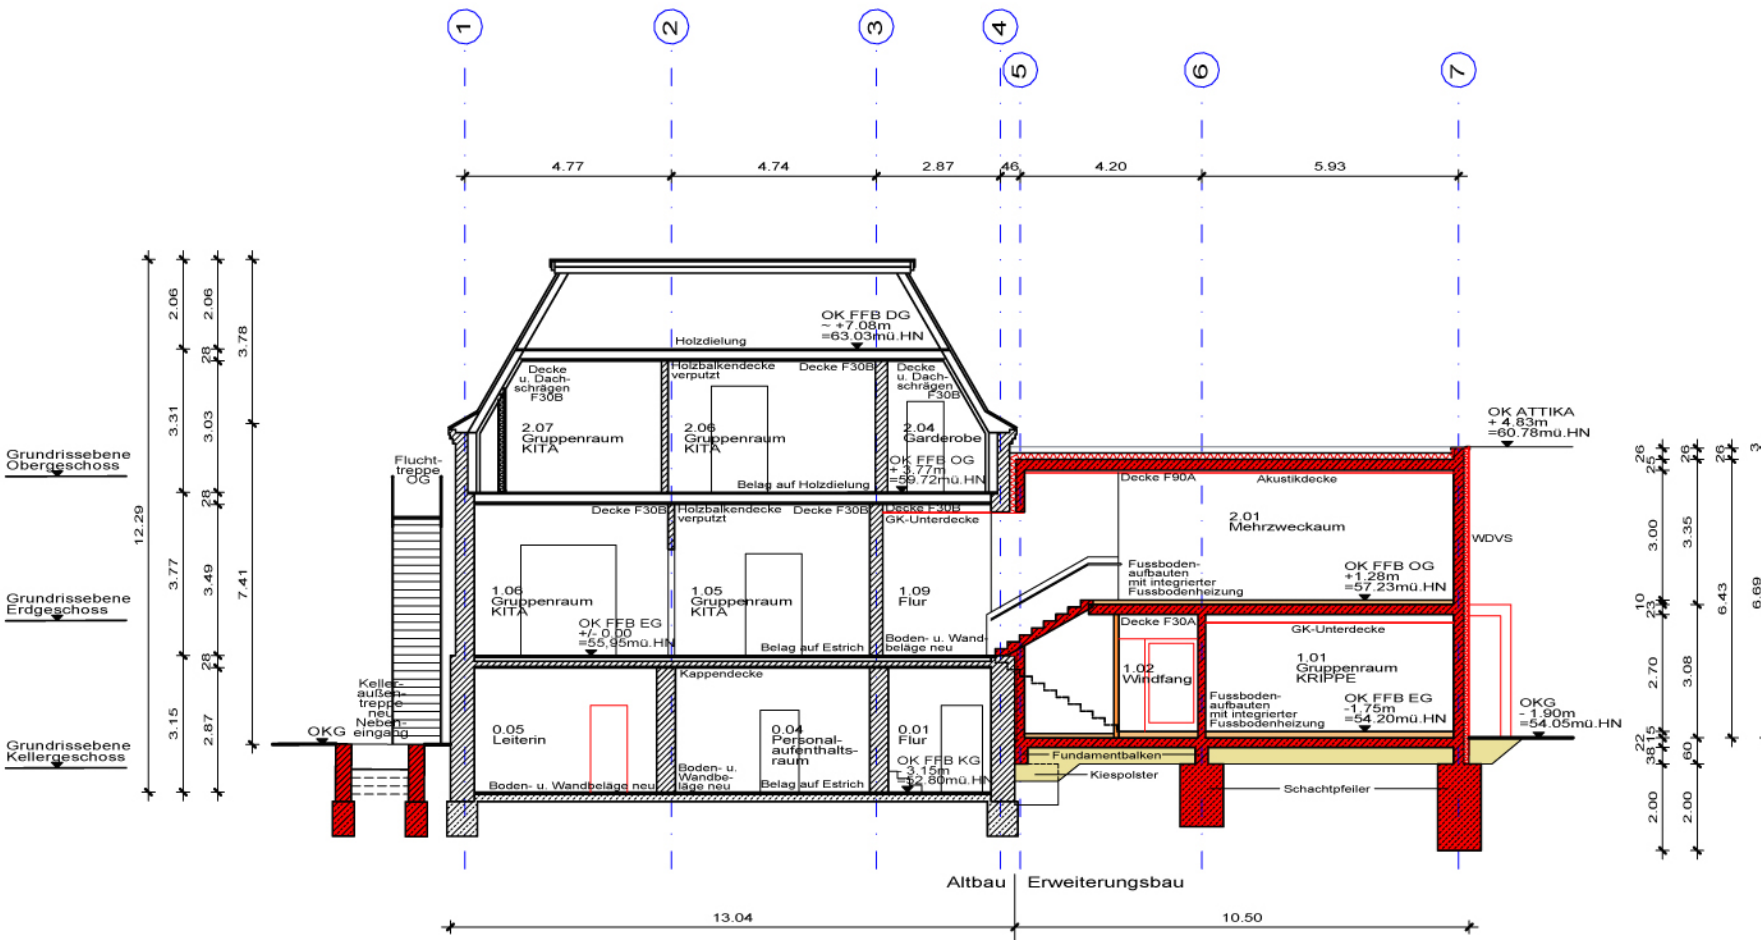 1
2
3
4
5
6
7
4.77
4.74
2.87
46
4.20
5.93
OK FFB DG
~ +7.08m
=63.03mü.HN
Holzdielung
Decke
u. Dach-
schrägen
F30B
Holzbalkendecke
verputzt
Decke F30B
Decke
u. Dach-
schrägen
F30B
2.07
Gruppenraum
KITA
2.06
Gruppenraum
KITA
2.04
Garderobe
OK FFB OG
+ 3.77m
=59.72mü.HN
Belag auf Holzdielung
OK ATTIKA
+ 4.83m
=60.78mü.HN
Grundrissebene
Obergeschoss
Flucht-
treppe
OG
Decke F30B
Holzbalkendecke
verputzt
Decke F30B
Decke F30B
GK-Unterdecke
Decke F90A
Akustikdecke
2.01
Mehrzweckaum
WDVS
Fussboden-
aufbauten
mit integrierter
Fussbodenheizung
OK FFB OG
+1.28m
=57.23mü.HN
1.06
Gruppenraum
KITA
1.05
Gruppenraum
KITA
1.09
Flur
Grundrissebene
Erdgeschoss
OK FFB EG
+/- 0.00
=55,95mü.HN
Belag auf Estrich
Boden- u. Wand-
beläge neu
Decke F30A
GK-Unterdecke
1.02
Windfang
1.01
Gruppenraum
KRIPPE
Fussboden-
aufbauten
mit integrierter
Fussbodenheizung
OK FFB EG
-1.75m
=54.20mü.HN
OKG
- 1.90m
=54.05mü.HN
Kappendecke
Keller-
außen-
treppe
neu
Neben-
eingang
OKG
Grundrissebene
Kellergeschoss
0.05
Leiterin
0.04
Personal-
aufenthalts-
raum
0.01
Flur
OK FFB KG
- 3.15m
=52.80mü.HN
Boden- u. Wandbeläge neu
Boden- u.
Wandbe-
läge neu
Belag auf Estrich
Fundamentbalken
Kiespolster
Schachtpfeiler
12.29
2.06
3.31
3.77
3.15
2.06
28
3.03
28
3.49
28
2.87
3.78
7.41
26
25
3.00
10
23
2.70
15
22
38
2.00
26
3.35
3.08
60
2.00
26
6.43
3
6.69
Altbau
Erweiterungsbau
13.04
10.50